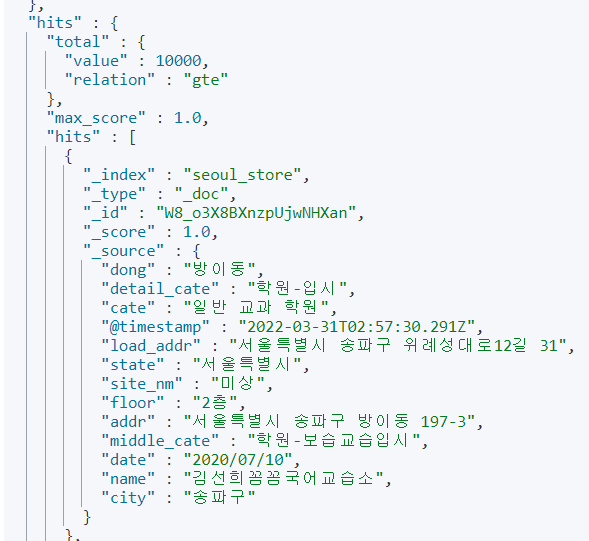 },
"hits" : {
"total" : {
"value" : 10000,
"relation" : "gte"
},
"max_score" : 1.0,
"hits" : [
{
"_index" : "seoul_store",
"_type" : "_doc",
"_id" : "W8_o3X8BXnzpUjwNHXan",
"_score" : 1.0,
"_source" : {
"dong" : "방이동",
"detail_cate" : "학원-입시",
"cate" : "일반 교과 학원",
"@timestamp" : "2022-03-31T02:57:30.291Z",
"load_addr" : "서울특별시 송파구 위례성대로12길 31",
"state" : "서울특별시",
"site_nm" : "미상",
"floor" : "2층",
"addr" : "서울특별시 송파구 방이동 197-3",
"middle_cate" : "학원-보습교습입시",
"date" : "2020/07/10",
"name" : "김선희꼼꼼국어교습소",
"city" : "송파구"
}
},